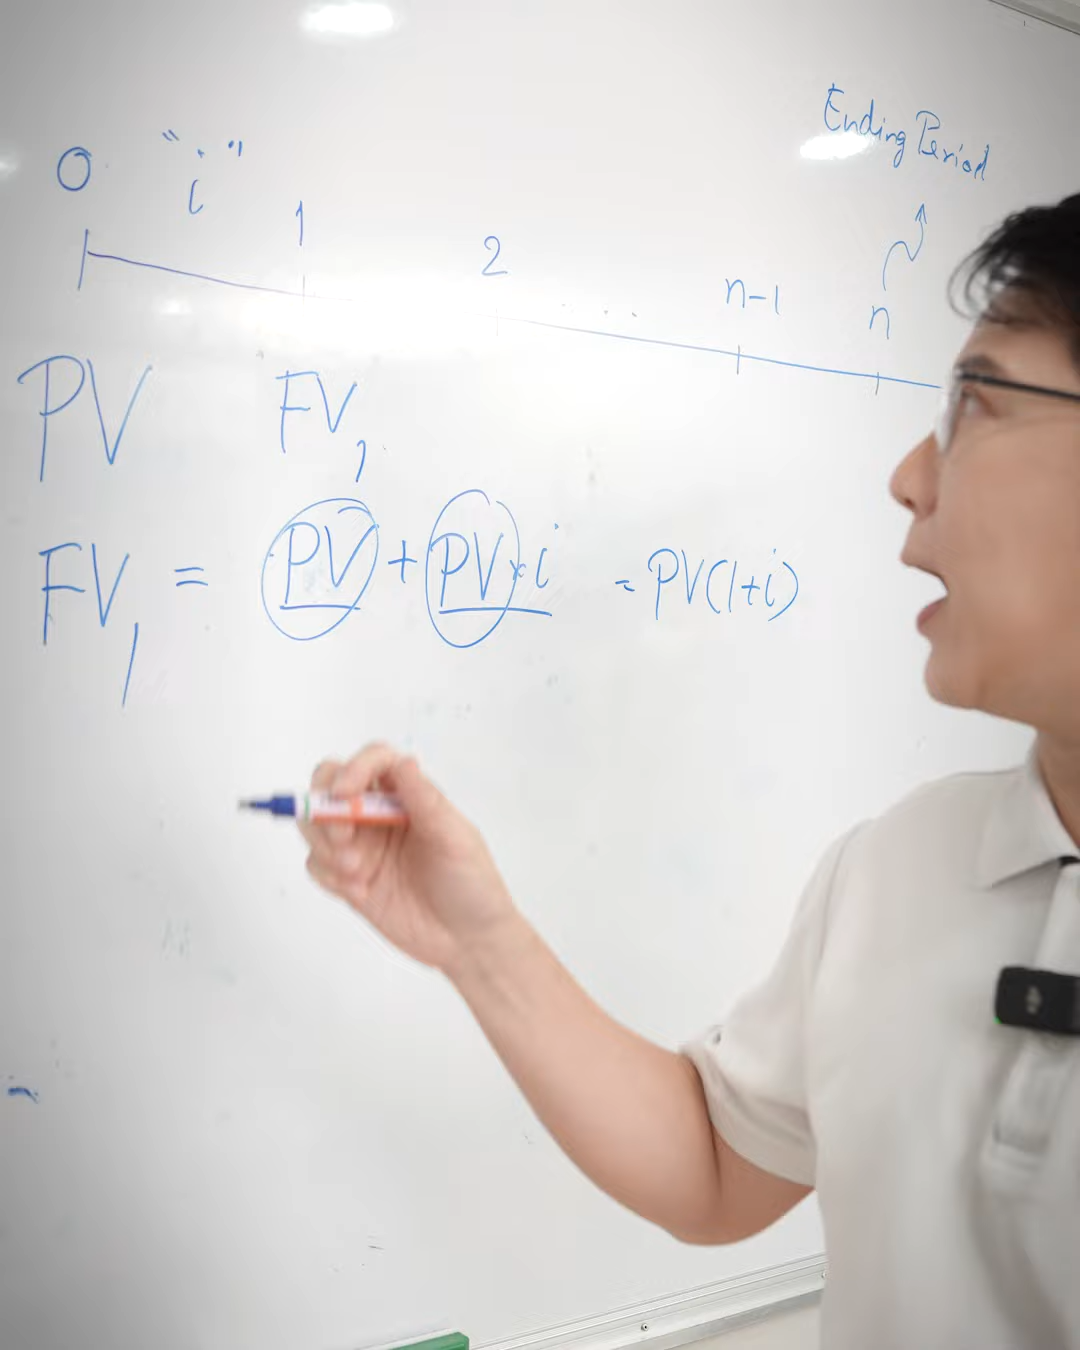 Ending Period
0 "i" 1 2 .... n-1 n
PV FV₁
FV₁ = PV + PV × i = PV(1+i)